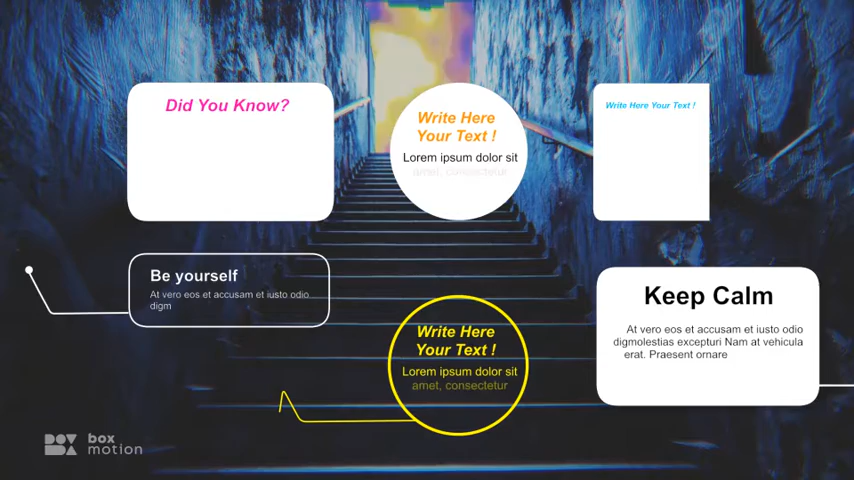 Did You Know?
Write Here
Your Text !
Lorem ipsum dolor sit
amet, consectetur
Write Here Your Text !
Be yourself
At vero eos et accusam et iusto odio
digm
Write Here
Your Text !
Lorem ipsum dolor sit
amet, consectetur
Keep Calm
At vero eos et accusam et iusto odio
digmolestias excepturi Nam at vehicula
erat. Praesent ornare
box
motion